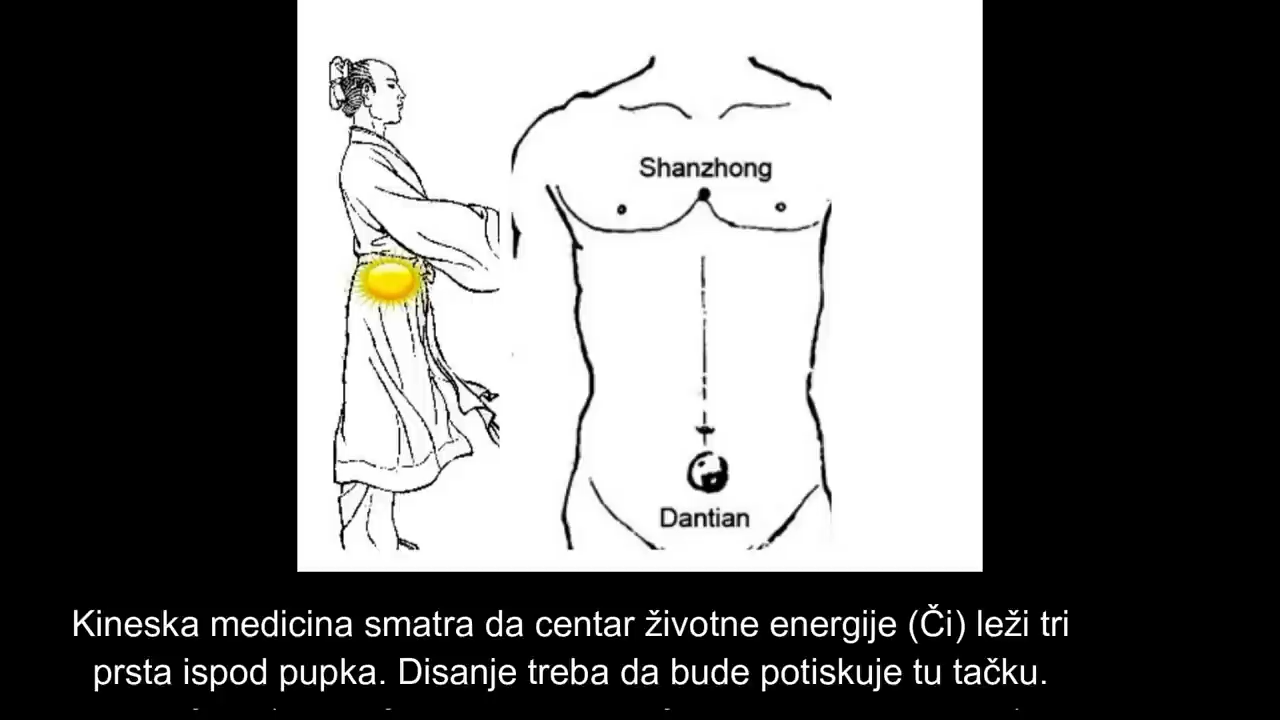 Shanzhong
Dantian
Kineska medicina smatra da centar životne energije (Či) leži tri
prsta ispod pupka. Disanje treba da bude potiskuje tu tačku.